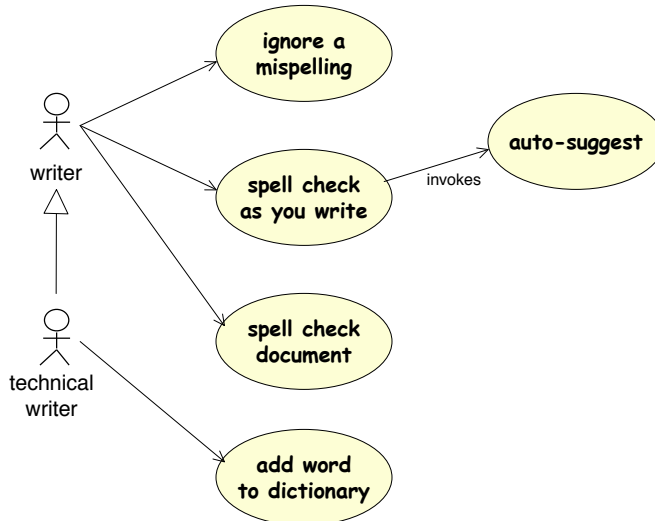 ignore a
mispelling
writer
spell check
as you write
invokes
auto-suggest
spell check
document
technical
writer
add word
to dictionary